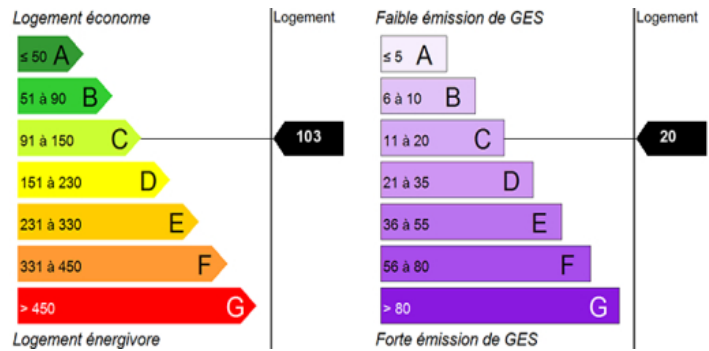 Logement économe
Logement
≤ 50 A
51 à 90 B
91 à 150 C
103
151 à 230 D
231 à 330 E
331 à 450 F
> 450 G
Logement énergivore
Faible émission de GES
Logement
≤ 5 A
6 à 10 B
11 à 20 C
20
21 à 35 D
36 à 55 E
56 à 80 F
> 80 G
Forte émission de GES